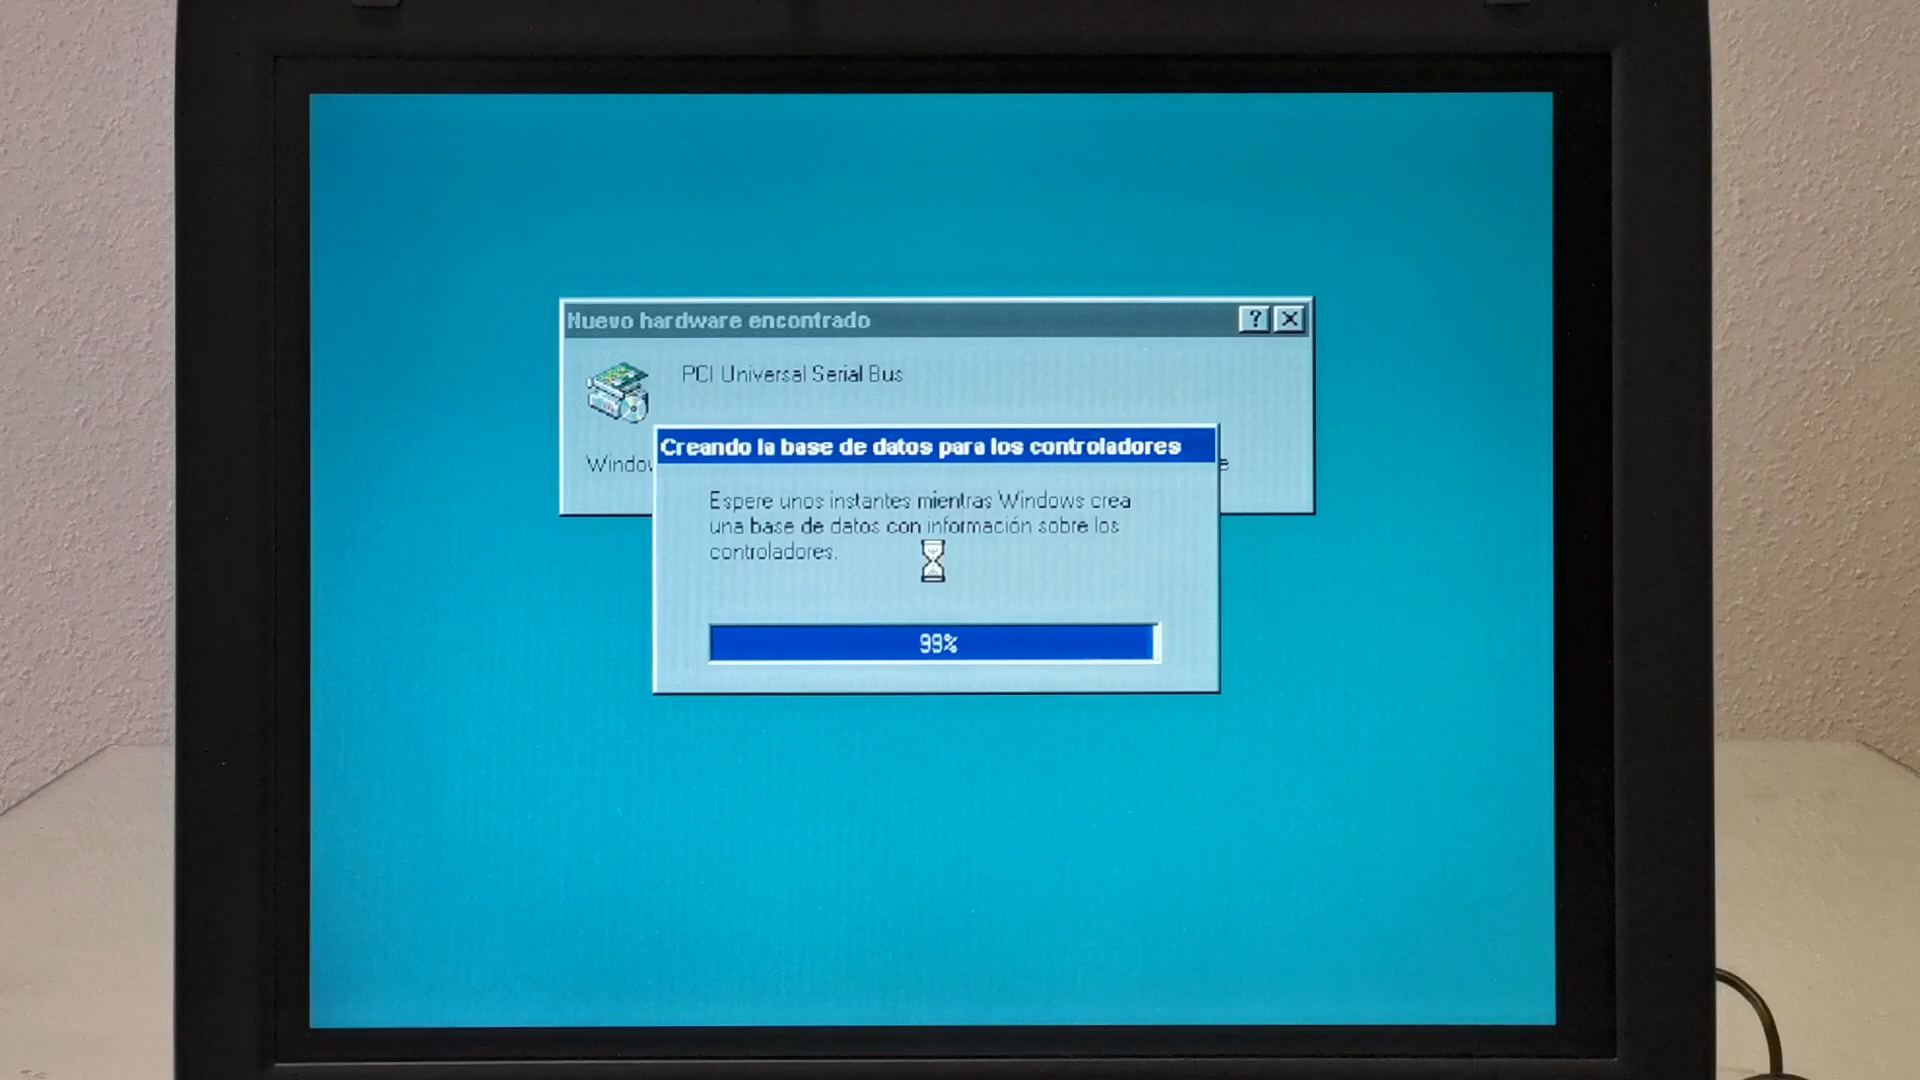 Nuevo hardware encontrado
PCI Universal Serial Bus
Creando la base de datos para los controladores
Espere unos instantes mientras Windows crea
una base de datos con información sobre los
controladores.
99%